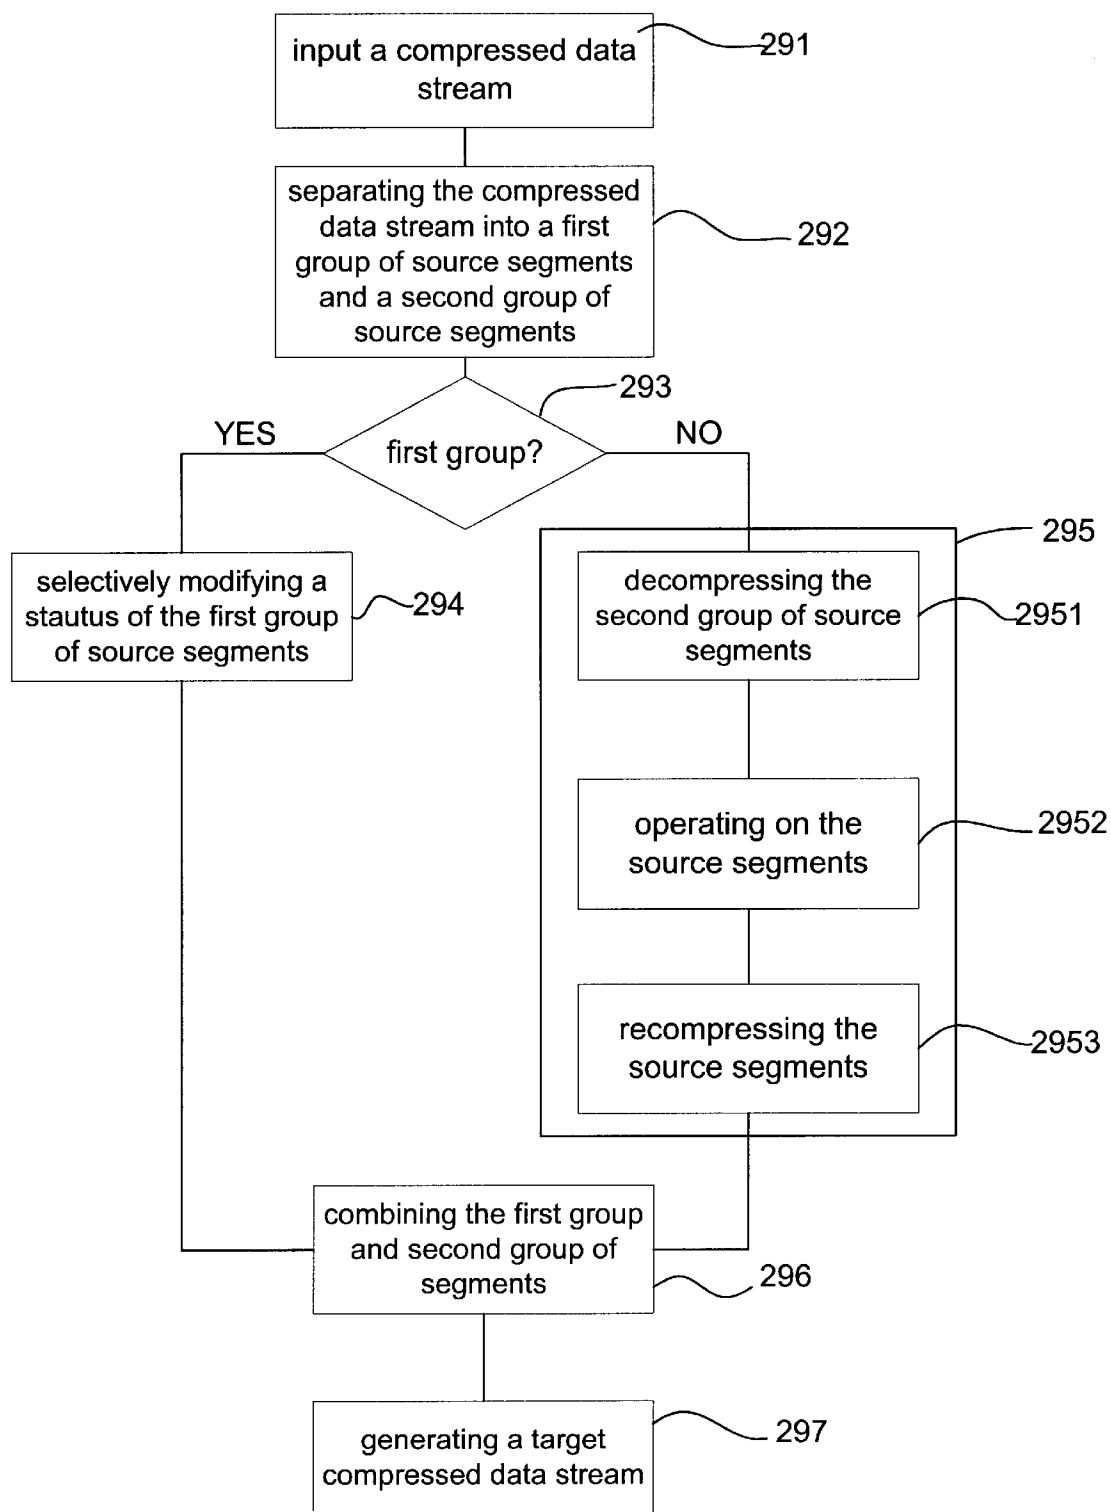 input a compressed data
stream
291
separating the compressed
data stream into a first
group of source segments
and a second group of
source segments
292
293
YES
first group?
NO
295
selectively modifying a
stautus of the first group
of source segments
294
decompressing the
second group of source
segments
2951
operating on the
source segments
2952
recompressing the
source segments
2953
combining the first group
and second group of
segments
296
generating a target
compressed data stream
297